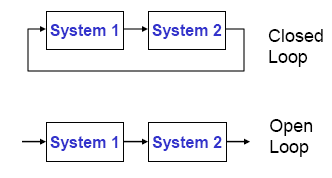 System 1
System 2
Closed
Loop
System 1
System 2
Open
Loop